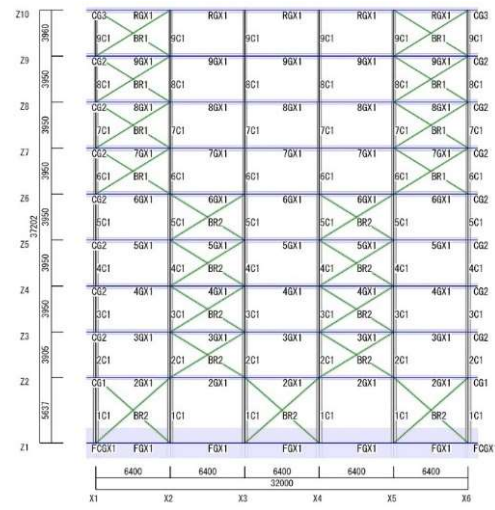 Z10 CG3 RGX1 RGX1 RGX1 RGX1 RGX1 CG3
3960 9C1 BR1 9C1 9C1 9C1 9C1 BR1 9C1
Z9 CG2 9GX1 9GX1 9GX1 9GX1 9GX1 CG2
3950 8C1 BR1 8C1 8C1 8C1 8C1 BR1 8C1
Z8 CG2 8GX1 8GX1 8GX1 8GX1 8GX1 CG2
3950 7C1 BR1 7C1 7C1 7C1 7C1 BR1 7C1
Z7 CG2 7GX1 7GX1 7GX1 7GX1 7GX1 CG2
3950 6C1 BR1 6C1 6C1 6C1 6C1 BR1 6C1
Z6 CG2 6GX1 6GX1 6GX1 6GX1 6GX1 CG2
37202 3950 5C1 5C1 BR2 5C1 5C1 BR2 5C1 5C1
Z5 CG2 5GX1 5GX1 5GX1 5GX1 5GX1 CG2
3950 4C1 4C1 BR2 4C1 4C1 BR2 4C1 4C1
Z4 CG2 4GX1 4GX1 4GX1 4GX1 4GX1 CG2
3950 3C1 3C1 BR2 3C1 3C1 BR2 3C1 3C1
Z3 CG2 3GX1 3GX1 3GX1 3GX1 3GX1 CG2
3905 2C1 2C1 BR2 2C1 2C1 BR2 2C1 2C1
Z2 CG1 2GX1 2GX1 2GX1 2GX1 2GX1 CG1
5637 1C1 BR2 1C1 1C1 BR2 1C1 1C1 BR2 1C1
Z1 FCGX1 FGX1 FGX1 FGX1 FGX1 FGX1 FCGX
6400 6400 6400 6400 6400
32000
X1 X2 X3 X4 X5 X6